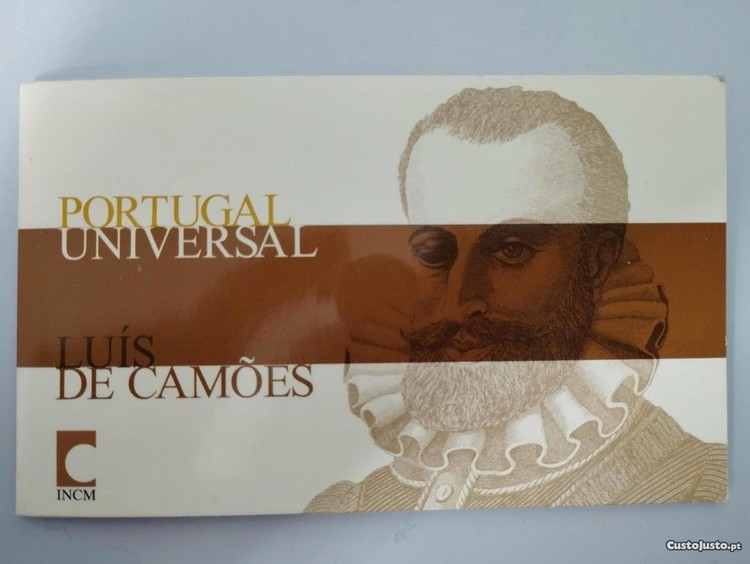 PORTUGAL
UNIVERSAL
LUÍS
DE CAMÕES
INCM
CustoJusto.pt